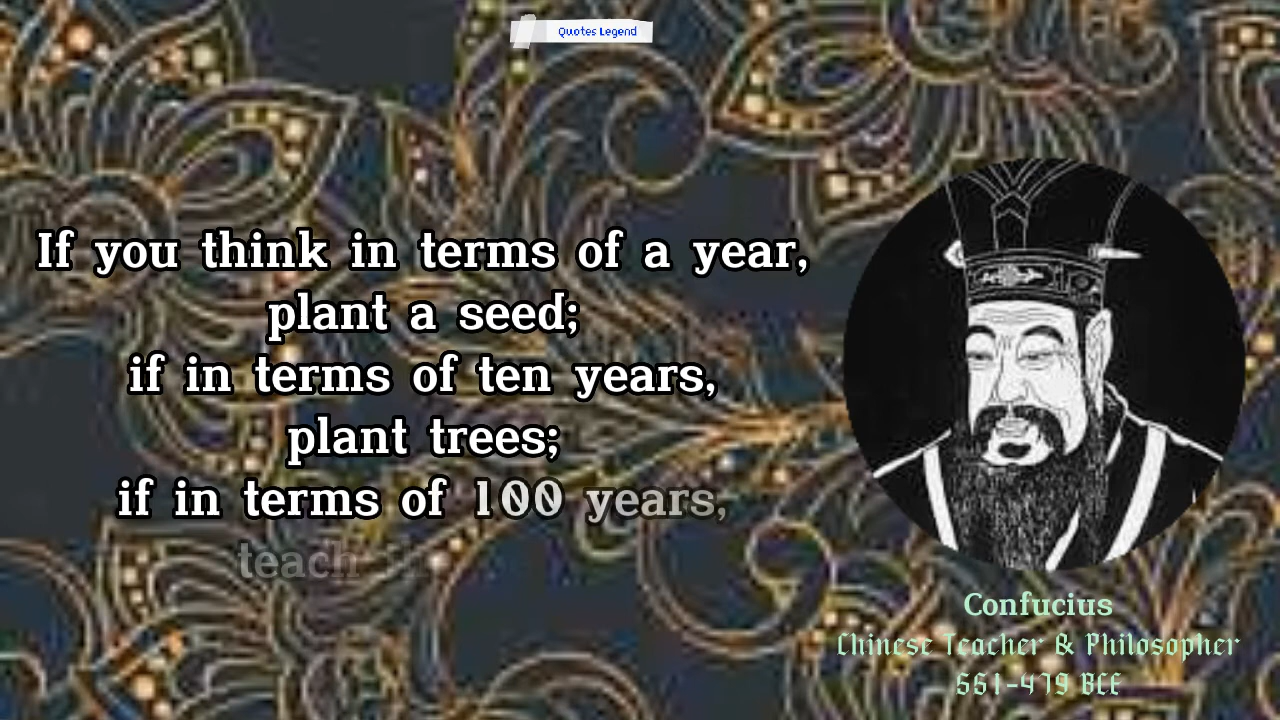 Quotes Legend
If you think in terms of a year,
plant a seed;
if in terms of ten years,
plant trees;
if in terms of 100 years,
teach
Confucius
Chinese Teacher & Philosopher
551-479 BCE